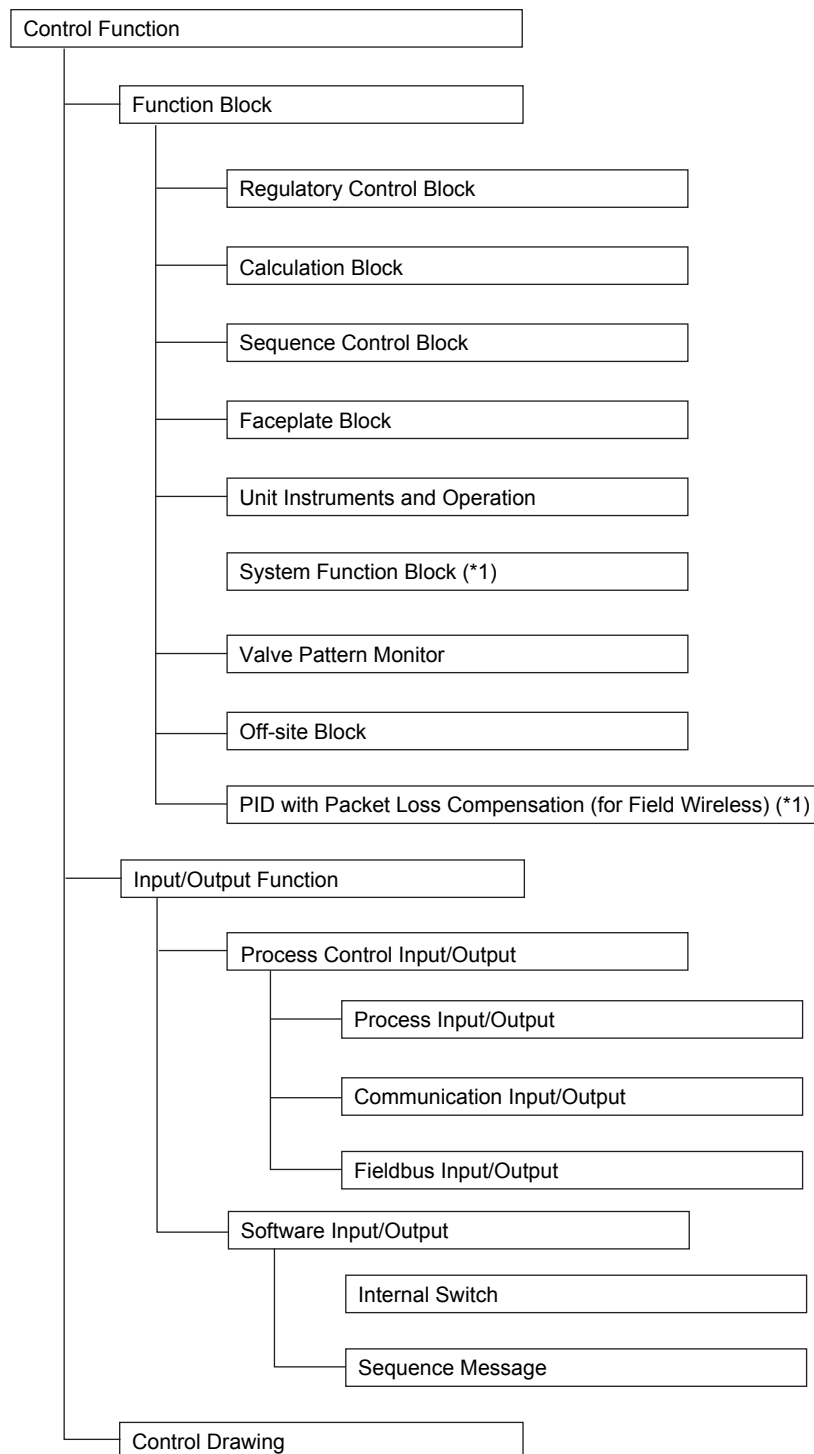 Control Function
Function Block
Regulatory Control Block
Calculation Block
Sequence Control Block
Faceplate Block
Unit Instruments and Operation
System Function Block (*1)
Valve Pattern Monitor
Off-site Block
PID with Packet Loss Compensation (for Field Wireless) (*1)
Input/Output Function
Process Control Input/Output
Process Input/Output
Communication Input/Output
Fieldbus Input/Output
Software Input/Output
Internal Switch
Sequence Message
Control Drawing